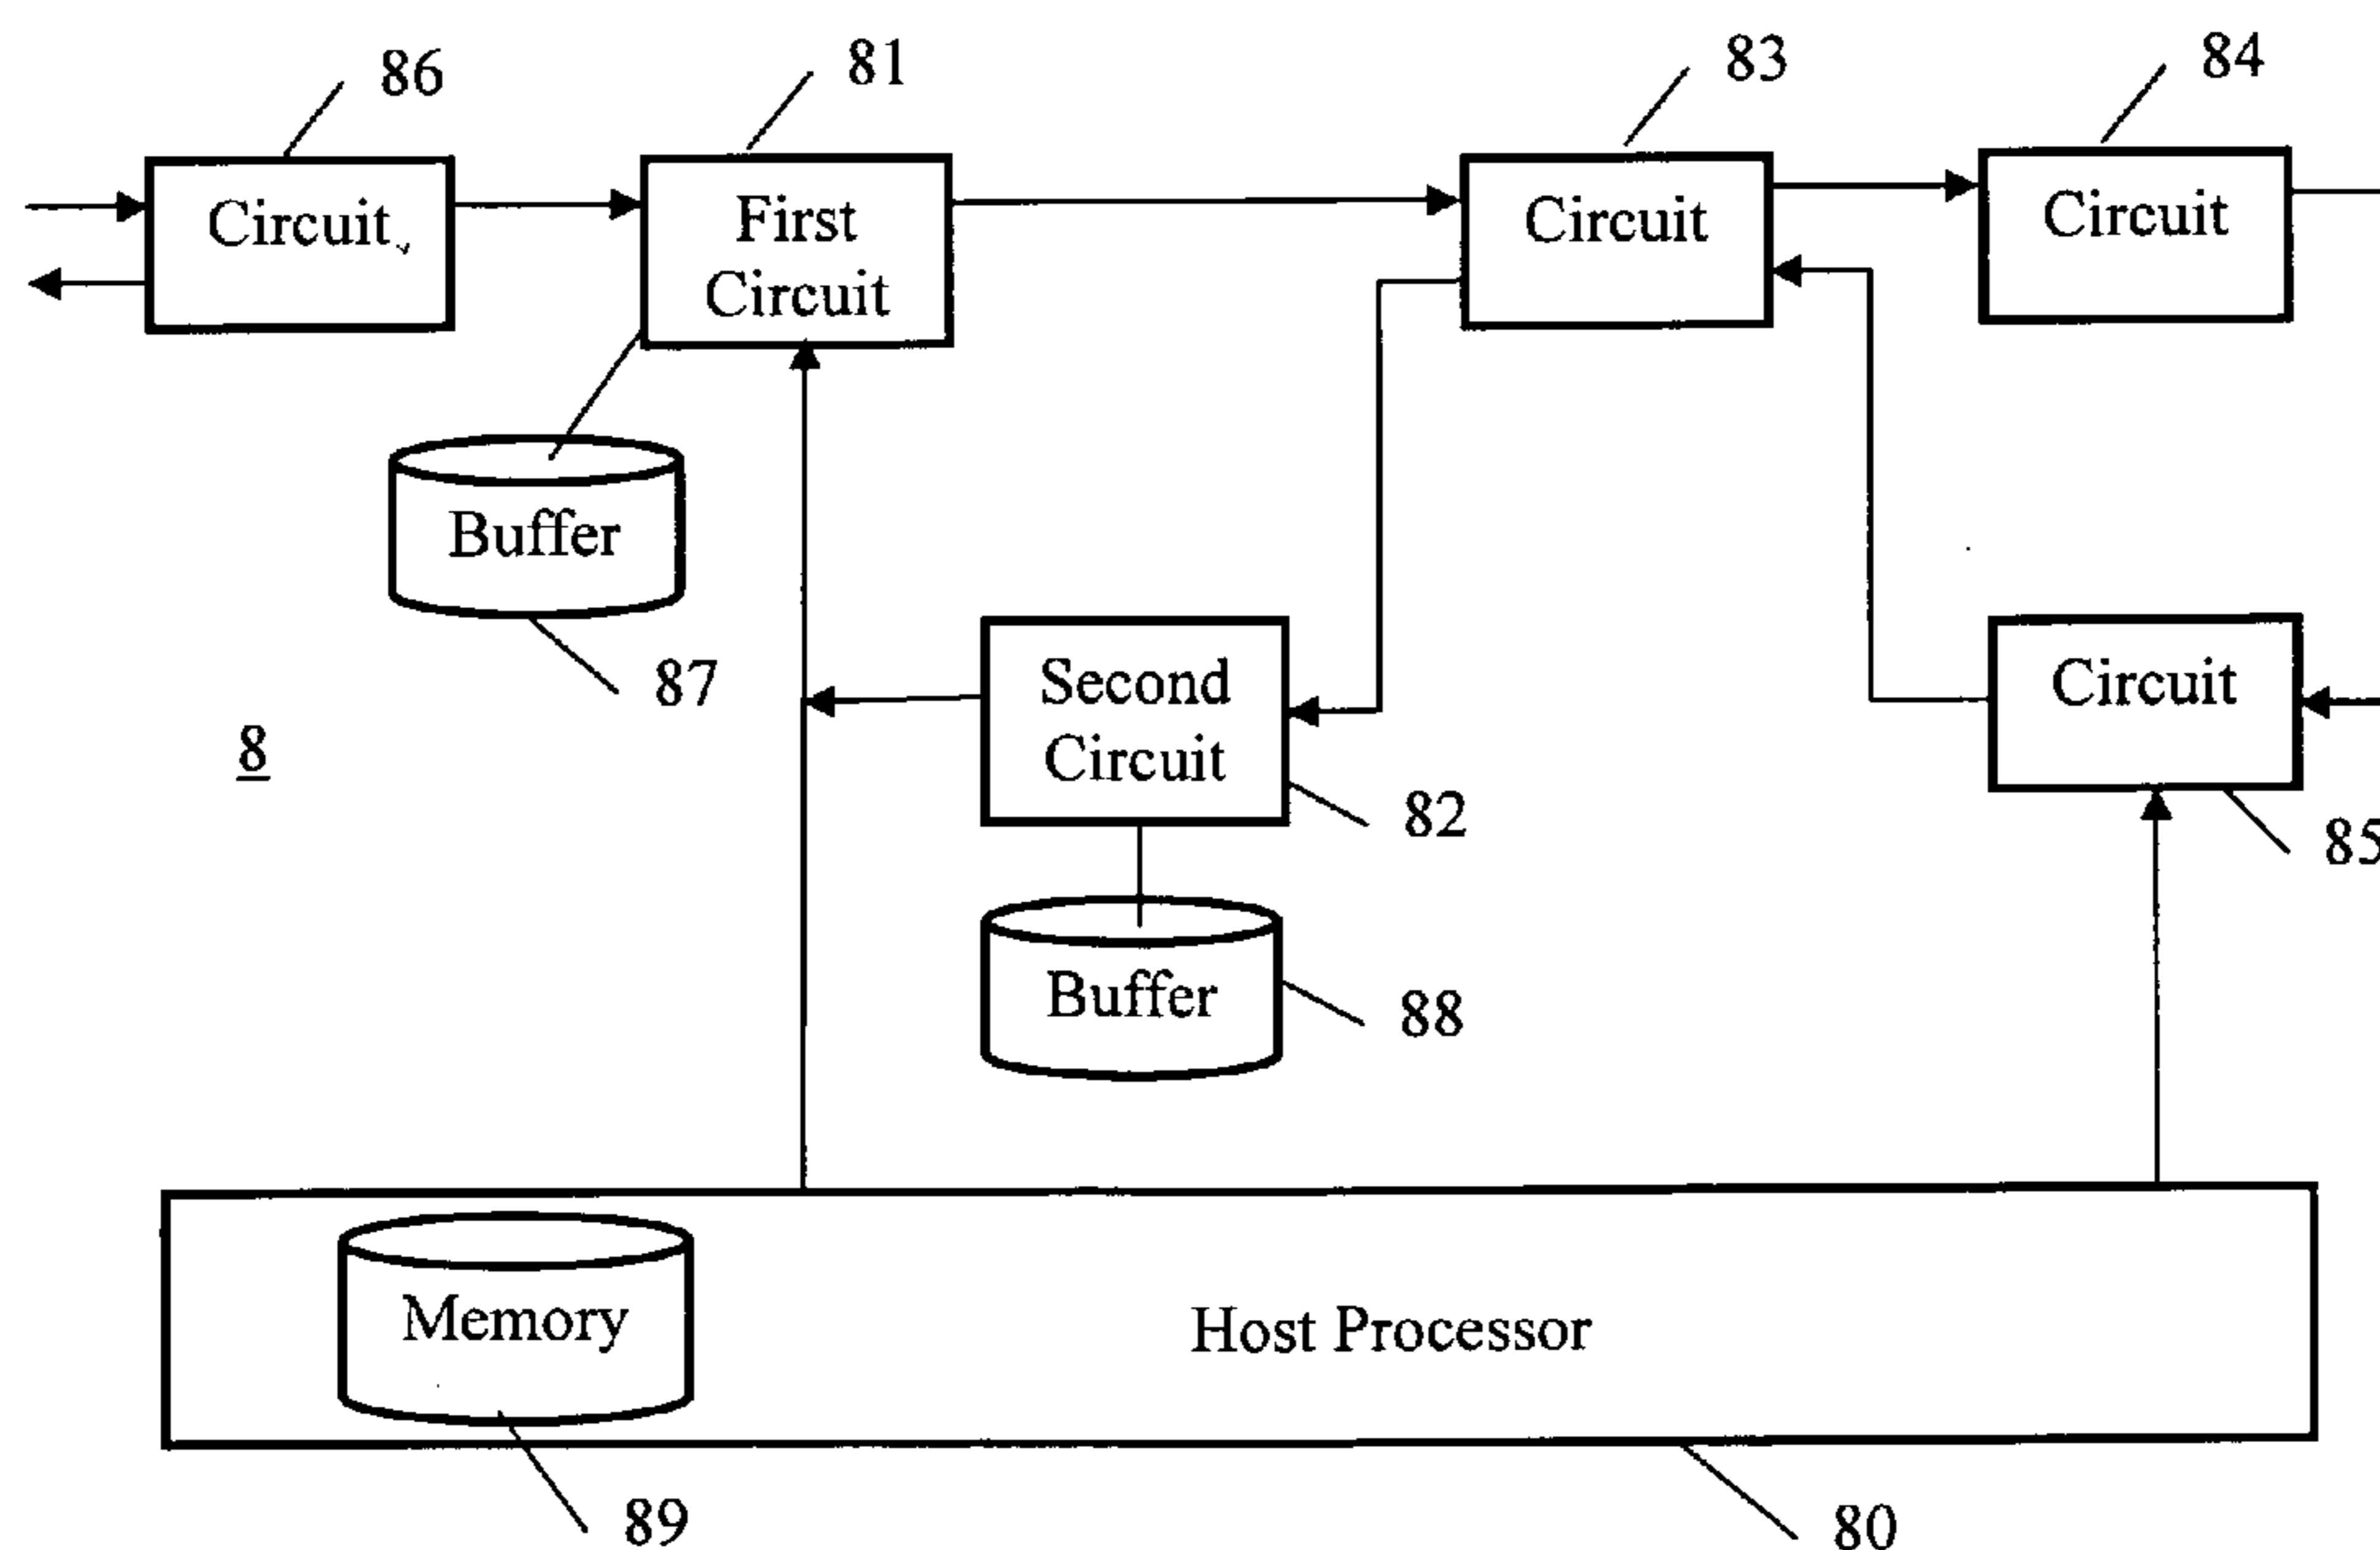 86
81
83
84
Circuit
First
Circuit
Circuit
Circuit
Buffer
87
8
Second
Circuit
82
Circuit
85
Buffer
88
Memory
Host Processor
89
80